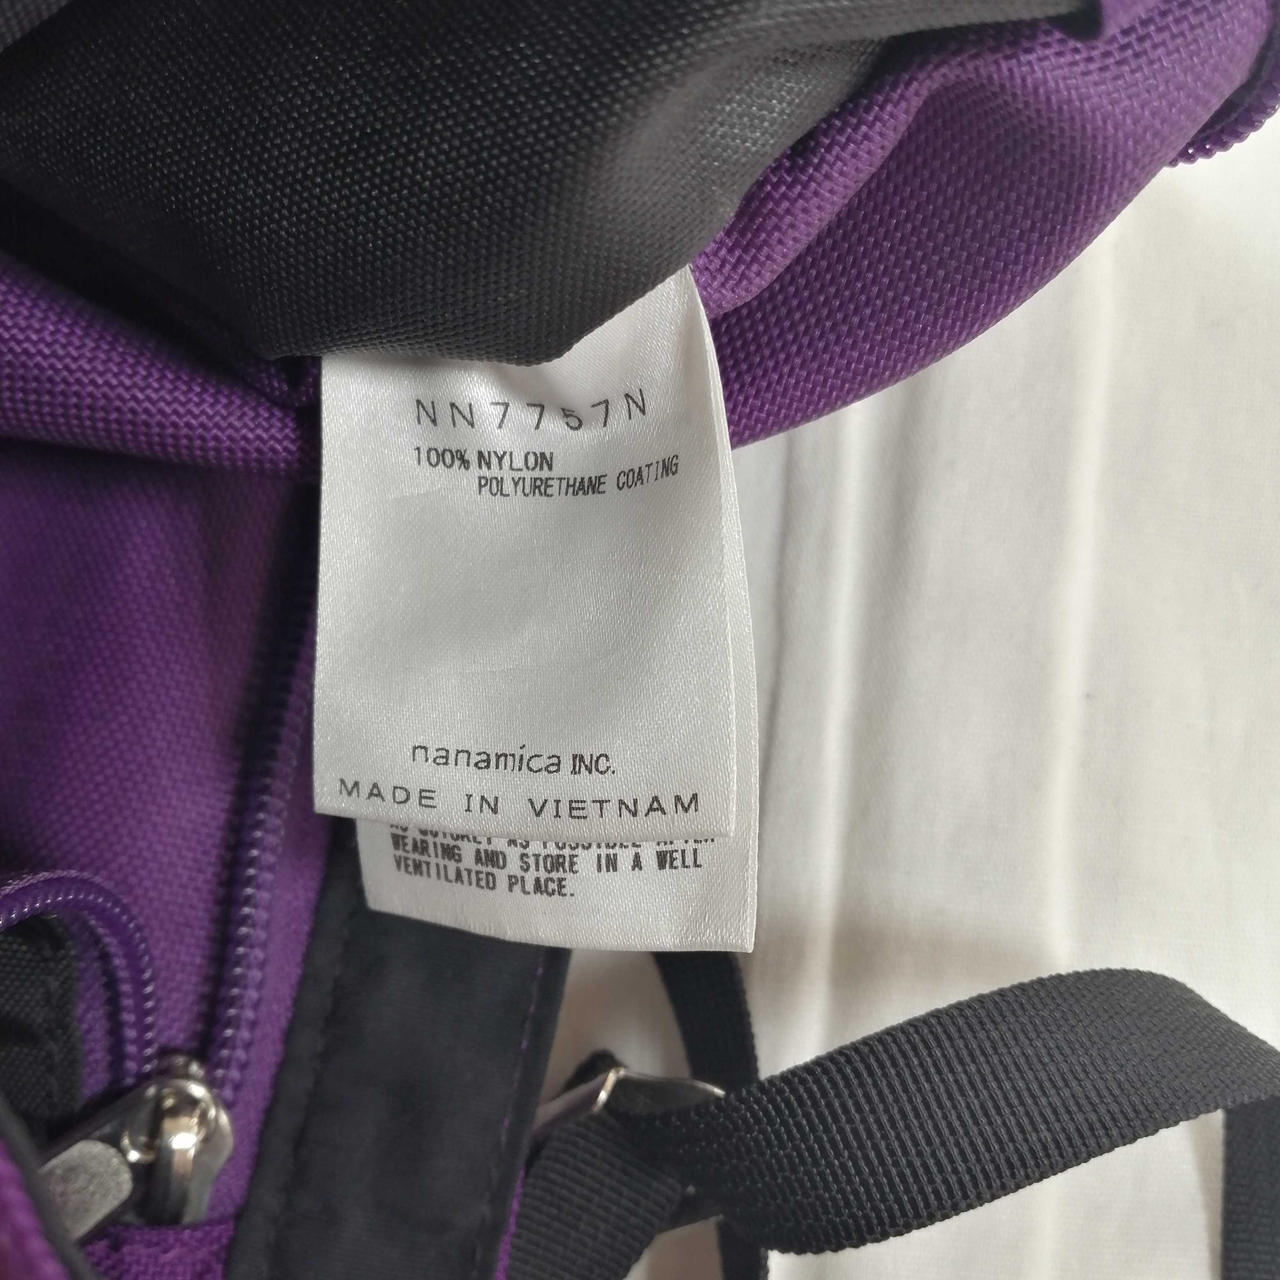 NN7757N
100% NYLON
POLYURETHANE COATING
nanamica INC.
MADE IN VIETNAM
WEARING AND STORE IN A WELL
VENTILATED PLACE.